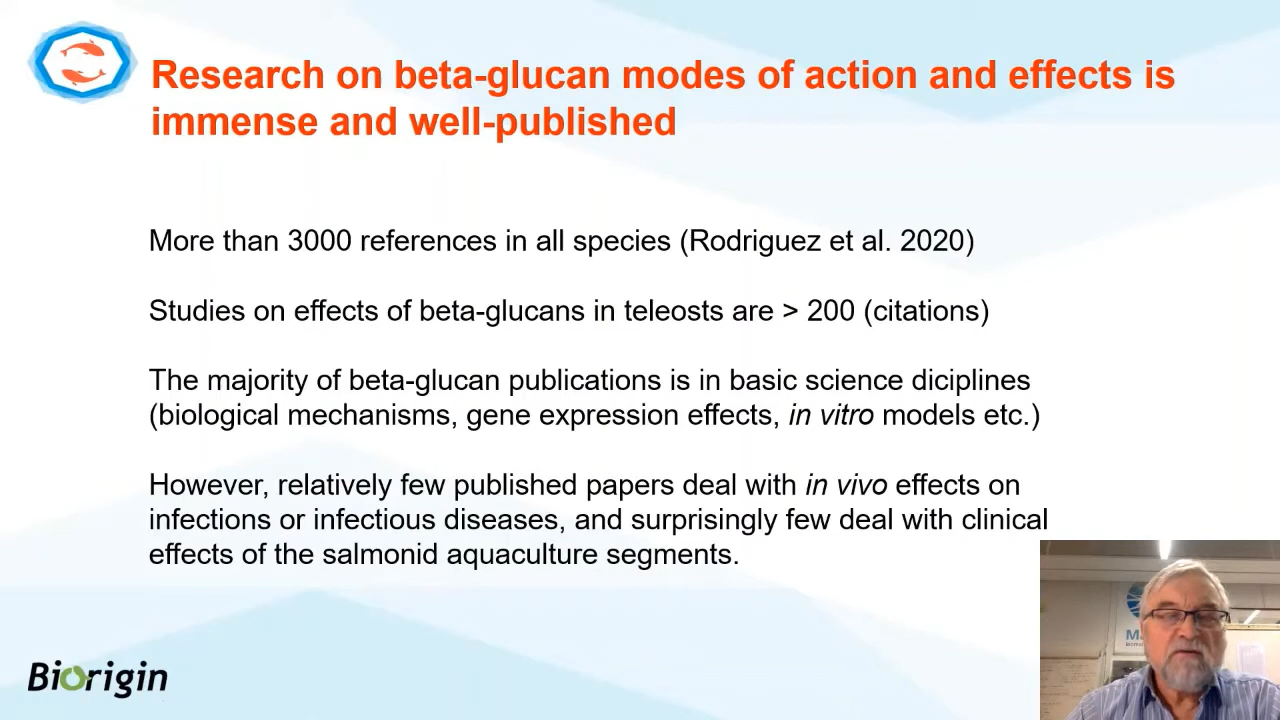 Research on beta-glucan modes of action and effects is
immense and well-published
More than 3000 references in all species (Rodriguez et al. 2020)
Studies on effects of beta-glucans in teleosts are > 200 (citations)
The majority of beta-glucan publications is in basic science diciplines
(biological mechanisms, gene expression effects, in vitro models etc.)
However, relatively few published papers deal with in vivo effects on
infections or infectious diseases, and surprisingly few deal with clinical
effects of the salmonid aquaculture segments.
Biorigin